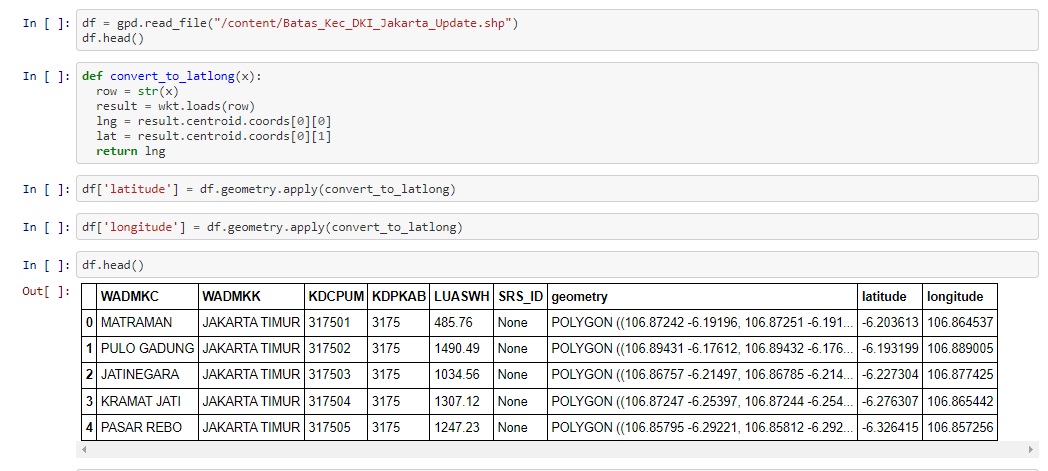 In [ ]: df = gpd.read_file("/content/Batas_Kec_DKI_Jakarta_Update.shp")
df.head()
In [ ]: def convert_to_latlong(x):
row = str(x)
result = wkt.loads(row)
lng = result.centroid.coords[0][0]
lat = result.centroid.coords[0][1]
return lng
In [ ]: df['latitude'] = df.geometry.apply(convert_to_latlong)
In [ ]: df['longitude'] = df.geometry.apply(convert_to_latlong)
In [ ]: df.head()
Out[ ]:
WADMKC WADMKK KDCPUM KDPKAB LUASWH SRS_ID geometry latitude longitude
0 MATRAMAN JAKARTA TIMUR 317501 3175 485.76 None POLYGON ((106.87242 -6.19196, 106.87251 -6.191... -6.203613 106.864537
1 PULO GADUNG JAKARTA TIMUR 317502 3175 1490.49 None POLYGON ((106.89431 -6.17612, 106.89432 -6.176... -6.193199 106.889005
2 JATINEGARA JAKARTA TIMUR 317503 3175 1034.56 None POLYGON ((106.86757 -6.21497, 106.86785 -6.214... -6.227304 106.877425
3 KRAMAT JATI JAKARTA TIMUR 317504 3175 1307.12 None POLYGON ((106.87247 -6.25397, 106.87244 -6.254... -6.276307 106.865442
4 PASAR REBO JAKARTA TIMUR 317505 3175 1247.23 None POLYGON ((106.85795 -6.29221, 106.85812 -6.292... -6.326415 106.857256